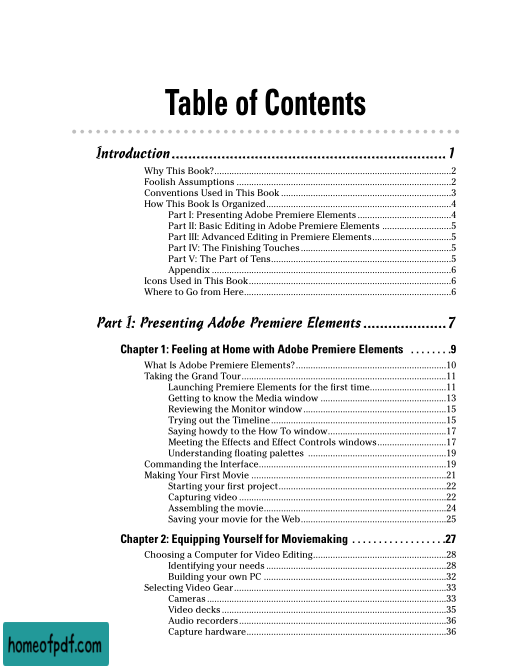 Table of Contents
Introduction..................................................................1
Why This Book?................................................................................2
Foolish Assumptions .........................................................................2
Conventions Used in This Book .........................................................3
How This Book Is Organized..............................................................4
Part I: Presenting Adobe Premiere Elements ...............................4
Part II: Basic Editing in Adobe Premiere Elements .......................5
Part III: Advanced Editing in Premiere Elements...........................5
Part IV: The Finishing Touches...................................................5
Part V: The Part of Tens.............................................................5
Appendix .................................................................................6
Icons Used in This Book....................................................................6
Where to Go from Here......................................................................6
Part I: Presenting Adobe Premiere Elements ....................7
Chapter 1: Feeling at Home with Adobe Premiere Elements . . . . . . . .9
What Is Adobe Premiere Elements?...................................................10
Taking the Grand Tour.....................................................................11
Launching Premiere Elements for the first time..........................11
Getting to know the Media window ...........................................13
Reviewing the Monitor window.................................................15
Trying out the Timeline............................................................15
Saying howdy to the How To window........................................17
Meeting the Effects and Effect Controls windows.......................17
Understanding floating palettes ...............................................19
Commanding the Interface...............................................................19
Making Your First Movie ..................................................................21
Starting your first project.........................................................22
Capturing video .......................................................................22
Assembling the movie..............................................................24
Saving your movie for the Web.................................................25
Chapter 2: Equipping Yourself for Moviemaking . . . . . . . . . . . . . . . . . .27
Choosing a Computer for Video Editing.............................................28
Identifying your needs .............................................................28
Building your own PC ..............................................................32
Selecting Video Gear........................................................................33
Cameras ..................................................................................33
Video decks .............................................................................35
Audio recorders.......................................................................36
Capture hardware....................................................................36
homeofpdf.com